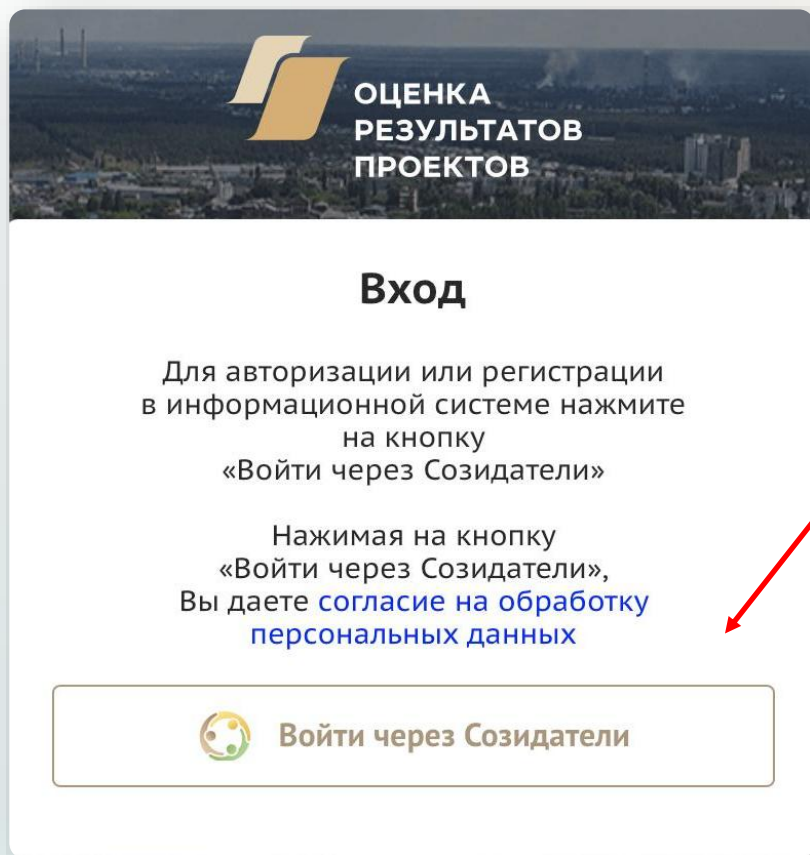 ОЦЕНКА
РЕЗУЛЬТАТОВ
ПРОЕКТОВ
Вход
Для авторизации или регистрации
в информационной системе нажмите
на кнопку
«Войти через Созидатели»
Нажимая на кнопку
«Войти через Созидатели»,
Вы даете согласие на обработку
персональных данных
Войти через Созидатели